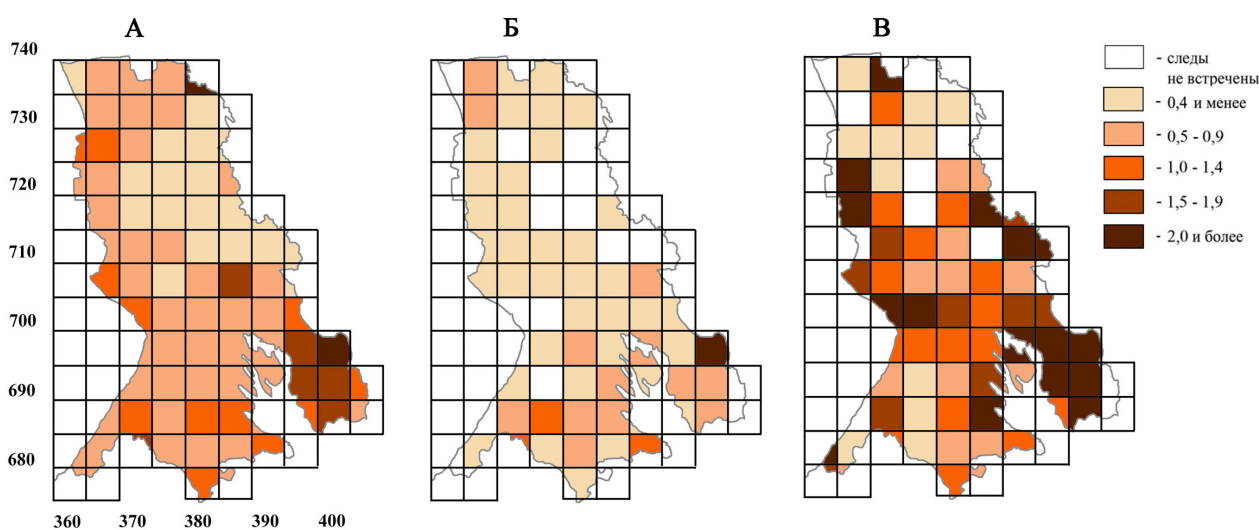 А
Б
В
740
730
720
710
700
690
680
360
370
380
390
400
- следы
не встречены
- 0,4 и менее
- 0,5 - 0,9
- 1,0 - 1,4
- 1,5 - 1,9
- 2,0 и более